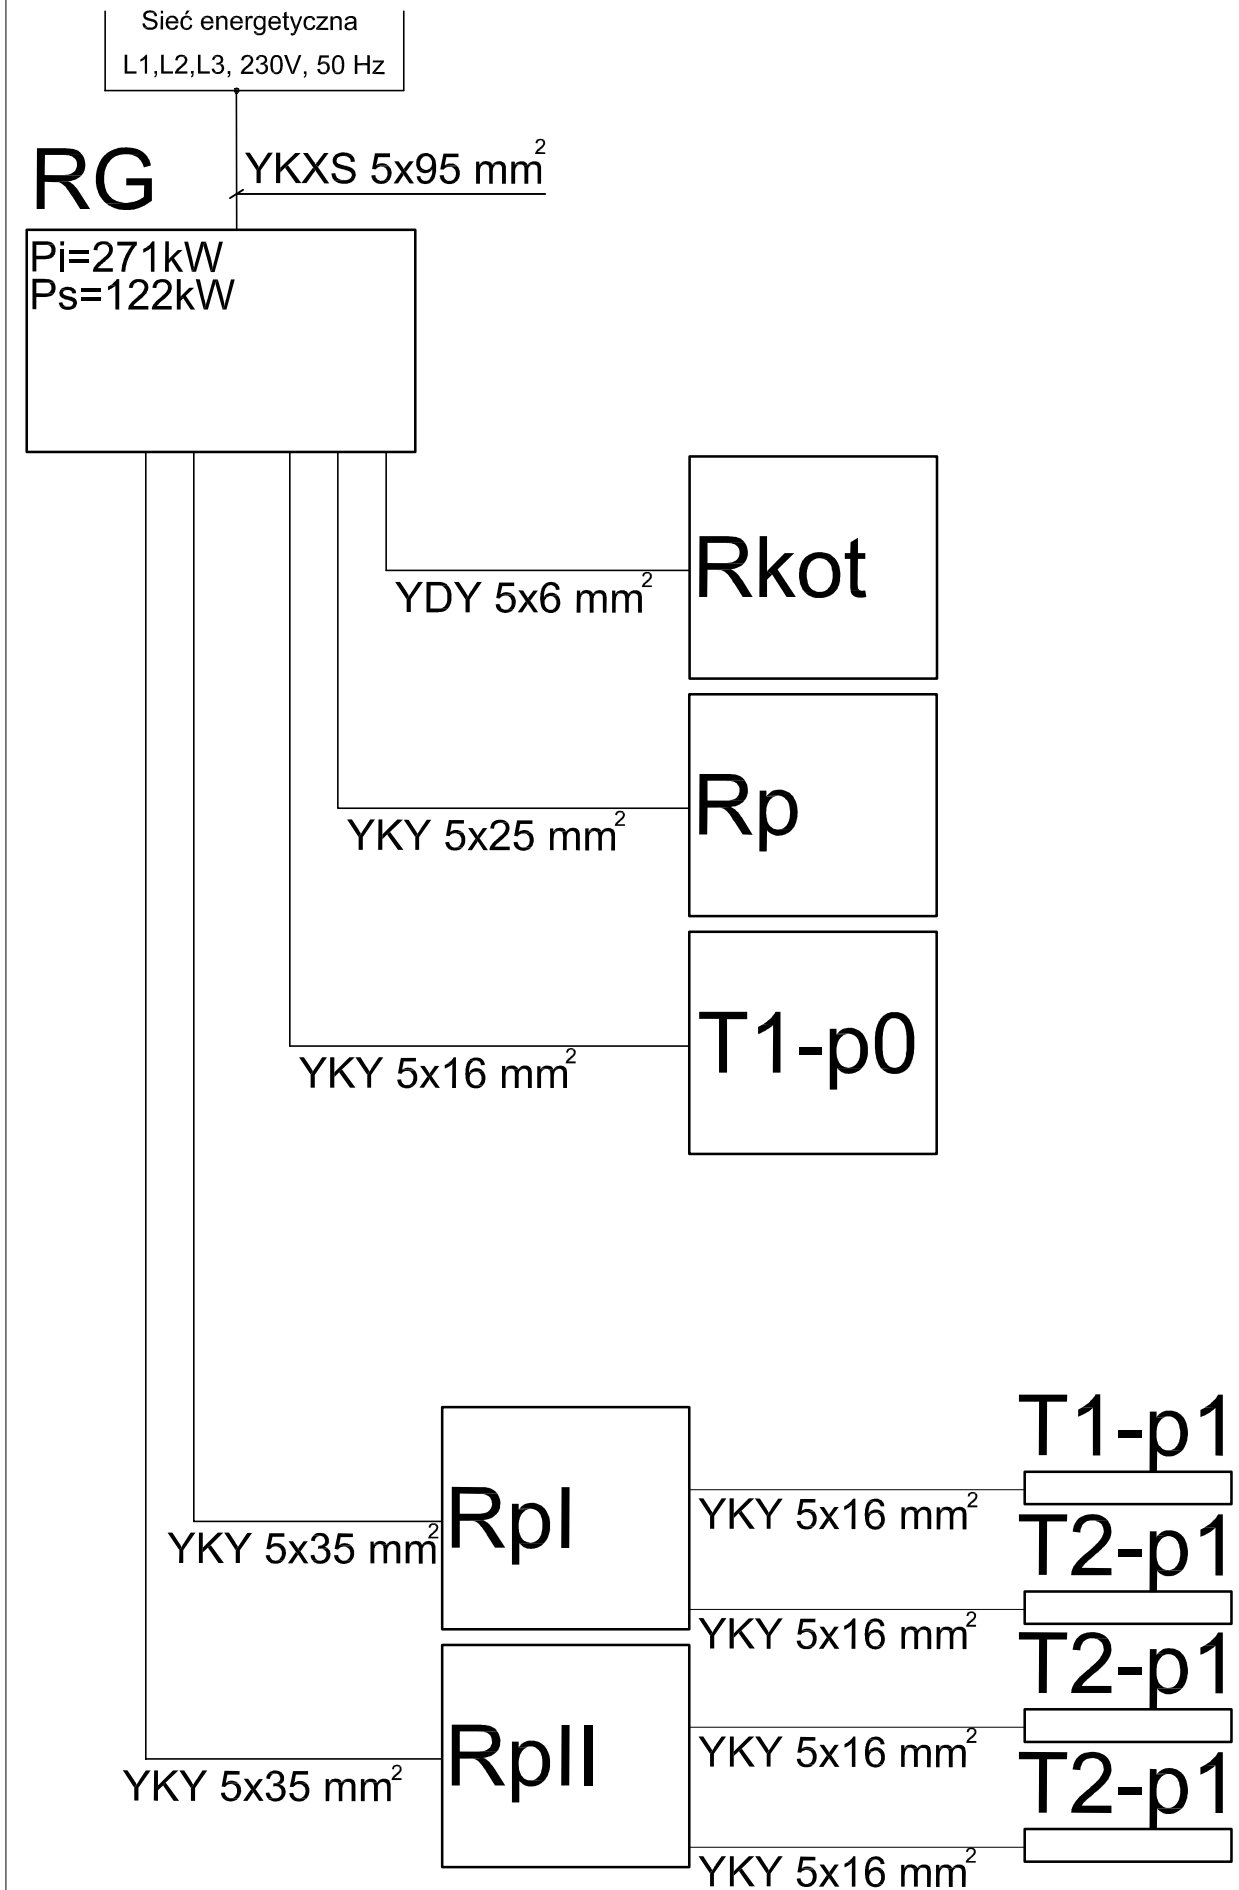 Sieć energetyczna
L1,L2,L3, 230V, 50 Hz
RG
YKXS 5x95 mm²
Pi=271kW
Ps=122kW
Rkot
YDY 5x6 mm²
Rp
YKY 5x25 mm²
T1-p0
YKY 5x16 mm²
T1-p1
RpI
YKY 5x16 mm²
YKY 5x35 mm²
T2-p1
YKY 5x16 mm²
T2-p1
RpII
YKY 5x16 mm²
YKY 5x35 mm²
T2-p1
YKY 5x16 mm²